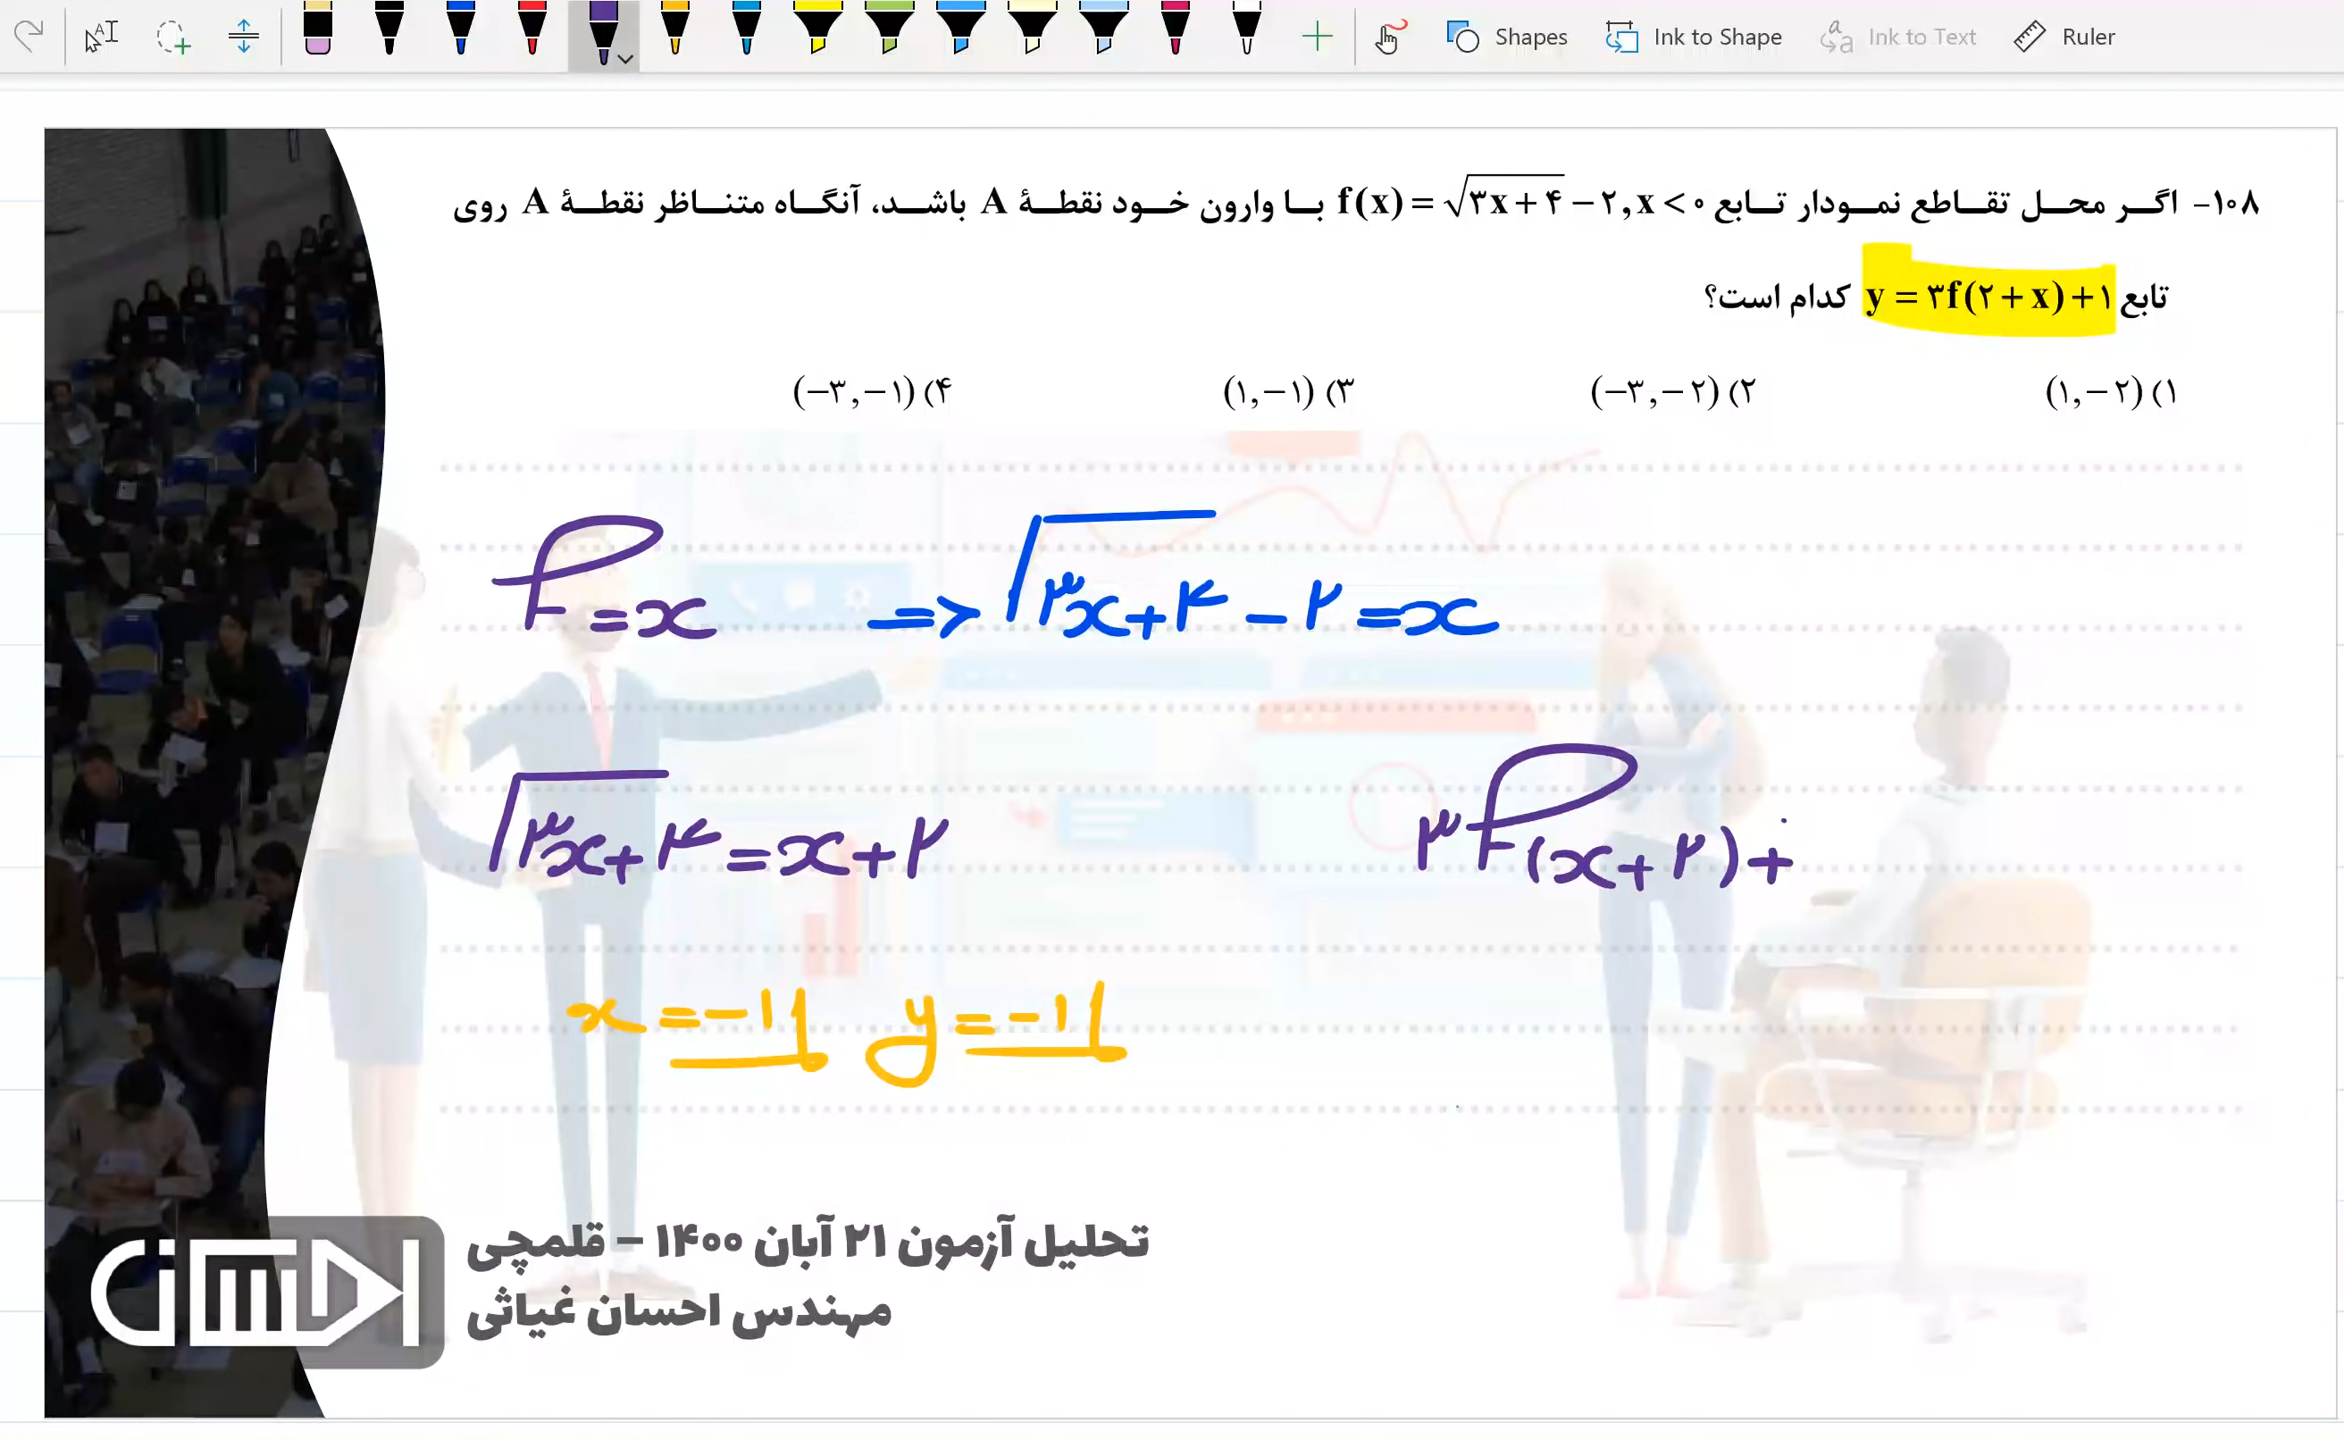 Shapes Ink to Shape Ink to Text Ruler
۱۰۸- اگر محل تقاطع نمودار تابع f(x) = √۳x + ۴ − ۲, x < ۰ با وارون خود نقطهٔ A باشد، آنگاه متناظر نقطهٔ A روی
تابع y = ۳f(۲ + x) + ۱ کدام است؟
۱) (۱, −۲) ۲) (−۳, −۲) ۳) (۱, −۱) ۴) (−۳, −۱)
f = x => √۳x + ۴ − ۲ = x
√۳x + ۴ = x + ۲ ۳f(x + ۲) +
x = −۱ y = −۱
تحلیل آزمون ۲۱ آبان ۱۴۰۰ – قلمچی
مهندس احسان غیاثی